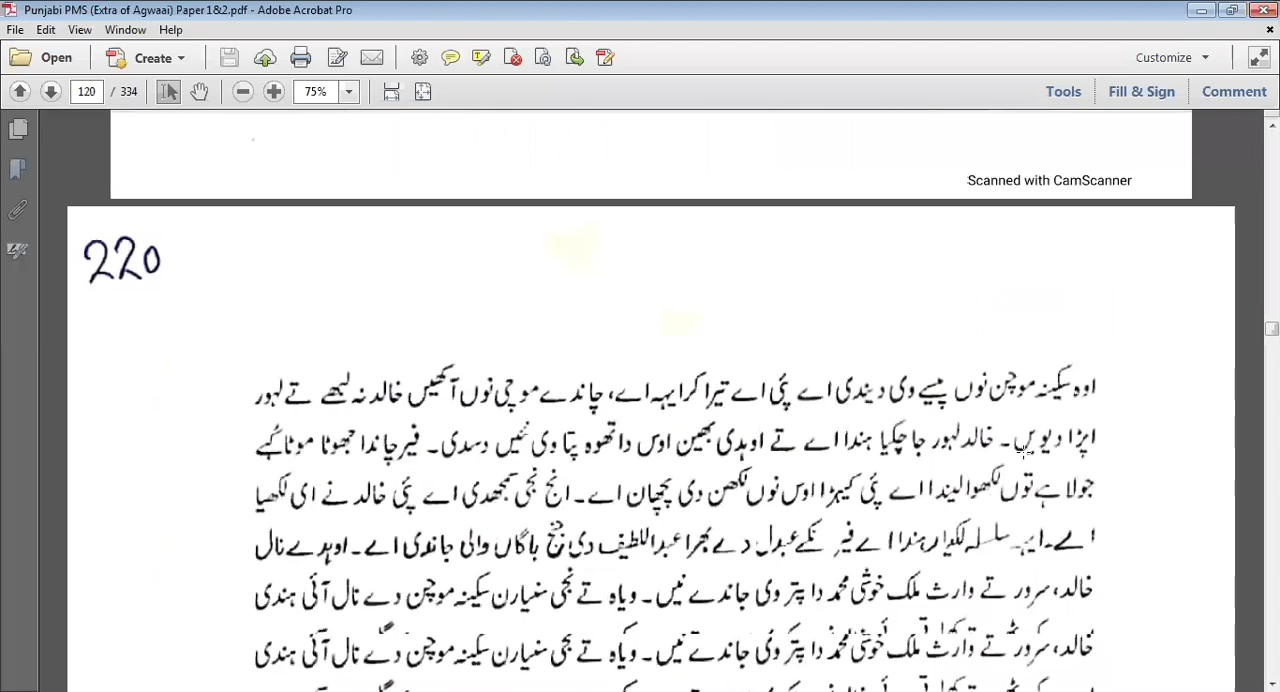 Punjabi PMS (Extra of Agwaai) Paper 1&2.pdf - Adobe Acrobat Pro
File Edit View Window Help
Open Create Customize
120 / 334 75% Tools Fill & Sign Comment
Scanned with CamScanner
220
اوہ سکینہ موچن نوں پیسے وی دیندی اے پئی اے تیرا کرایہ اے، چاندے موچی نوں آکھیں خالد نہ لبھے تے لہور
اپڑا دیویں۔ خالد لہور جا چکیا ہندا اے تے اوہدی بھین اوس دا تھوہ پتا وی نئیں دسدی۔ فیر چاندا جھوٹا موٹا کسے
جولاہے توں لکھوا لیندا اے پئی کیہڑا اوس نوں لکھن دی پچھان اے۔ انج نجی سمجھدی اے پئی خالد نے ای لکھیا
اے۔ ایہہ سلسلہ لگیا رہندا اے فیر نکے عبدل دے بھرا عبداللطیف دی جنج باگاں والی جاندی اے۔ اوہدے نال
خالد، سرور تے وارث ملک خوشی محمد دا پتر وی جاندے نیں۔ ویاہ تے نجی سنیارن سکینہ موچن دے نال آئی ہندی
خالد، سرور تے وارث ملک خوشی محمد دا پتر وی جاندے نیں۔ ویاہ تے نجی سنیارن سکینہ موچن دے نال آئی ہندی